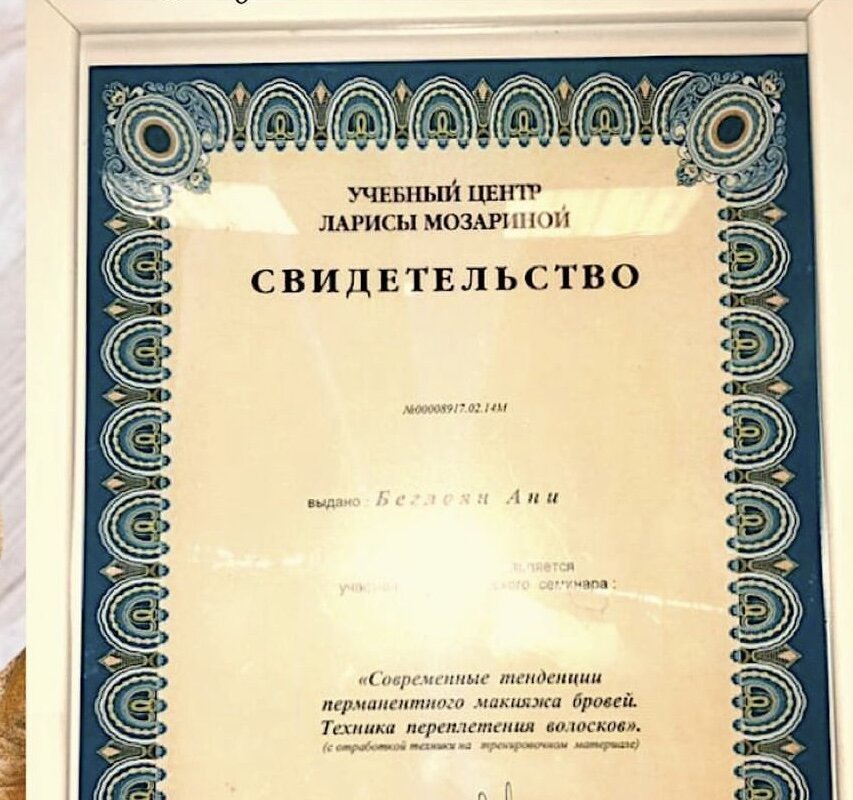 УЧЕБНЫЙ ЦЕНТР
ЛАРИСЫ МОЗАРИНОЙ
СВИДЕТЕЛЬСТВО
№00008917.02.14М
выдано: Беглоян Ани
является
семинара:
«Современные тенденции
перманентного макияжа бровей.
Техника переплетения волосков».
(с отработкой техники на тренировочном материале)